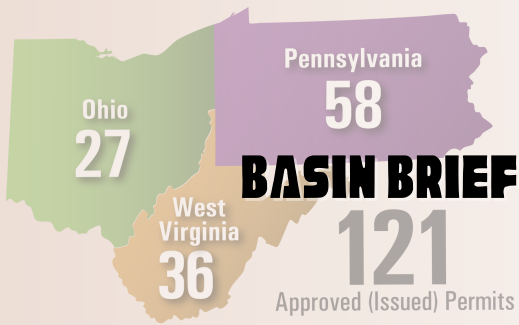 Pennsylvania
58
Ohio
27
BASIN BRIEF
West
Virginia
36
121
Approved (Issued) Permits